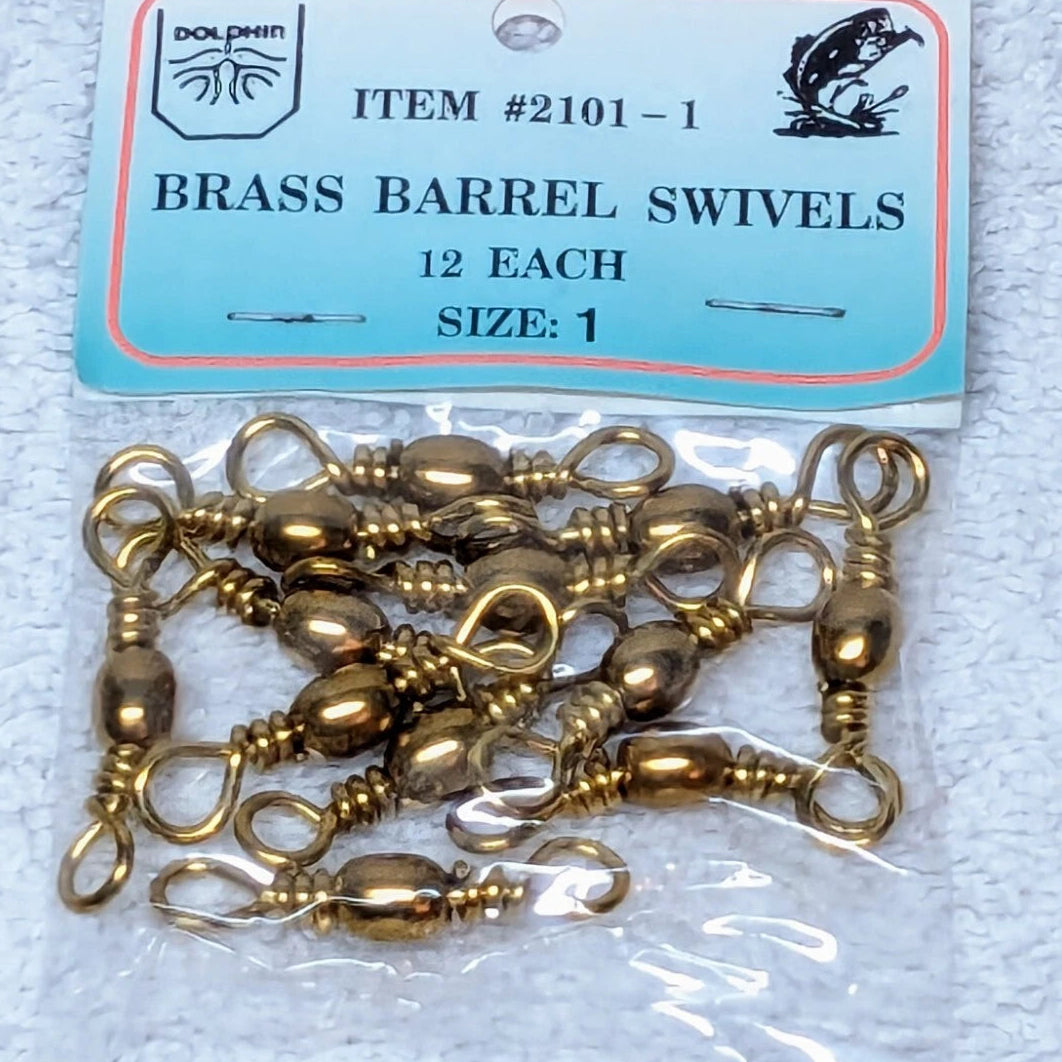 DOLPHIN
ITEM #2101-1
BRASS BARREL SWIVELS
12 EACH
SIZE: 1